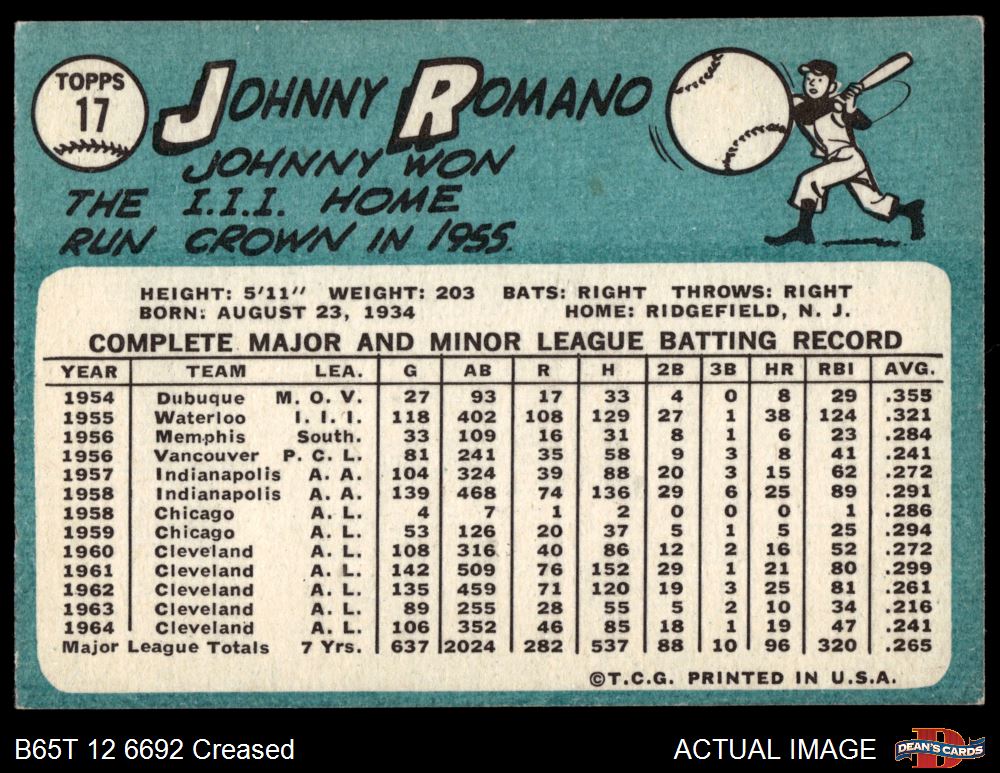 TOPPS
17
JOHNNY ROMANO
JOHNNY WON
THE I.I.I. HOME
RUN CROWN IN 1955.
HEIGHT: 5'11" WEIGHT: 203 BATS: RIGHT THROWS: RIGHT
BORN: AUGUST 23, 1934 HOME: RIDGEFIELD, N. J.
COMPLETE MAJOR AND MINOR LEAGUE BATTING RECORD
YEAR TEAM LEA. G AB R H 2B 3B HR RBI AVG.
1954 Dubuque M. O. V. 27 93 17 33 4 0 8 29 .355
1955 Waterloo I. I. I. 118 402 108 129 27 1 38 124 .321
1956 Memphis South. 33 109 16 31 8 1 6 23 .284
1956 Vancouver P. C. L. 81 241 35 58 9 3 8 41 .241
1957 Indianapolis A. A. 104 324 39 88 20 3 15 62 .272
1958 Indianapolis A. A. 139 468 74 136 29 6 25 89 .291
1958 Chicago A. L. 4 7 1 2 0 0 0 1 .286
1959 Chicago A. L. 53 126 20 37 5 1 5 25 .294
1960 Cleveland A. L. 108 316 40 86 12 2 16 52 .272
1961 Cleveland A. L. 142 509 76 152 29 1 21 80 .299
1962 Cleveland A. L. 135 459 71 120 19 3 25 81 .261
1963 Cleveland A. L. 89 255 28 55 5 2 10 34 .216
1964 Cleveland A. L. 106 352 46 85 18 1 19 47 .241
Major League Totals 7 Yrs. 637 2024 282 537 88 10 96 320 .265
©T.C.G. PRINTED IN U.S.A.
B65T 12 6692 Creased
ACTUAL IMAGE
DEAN'S CARDS